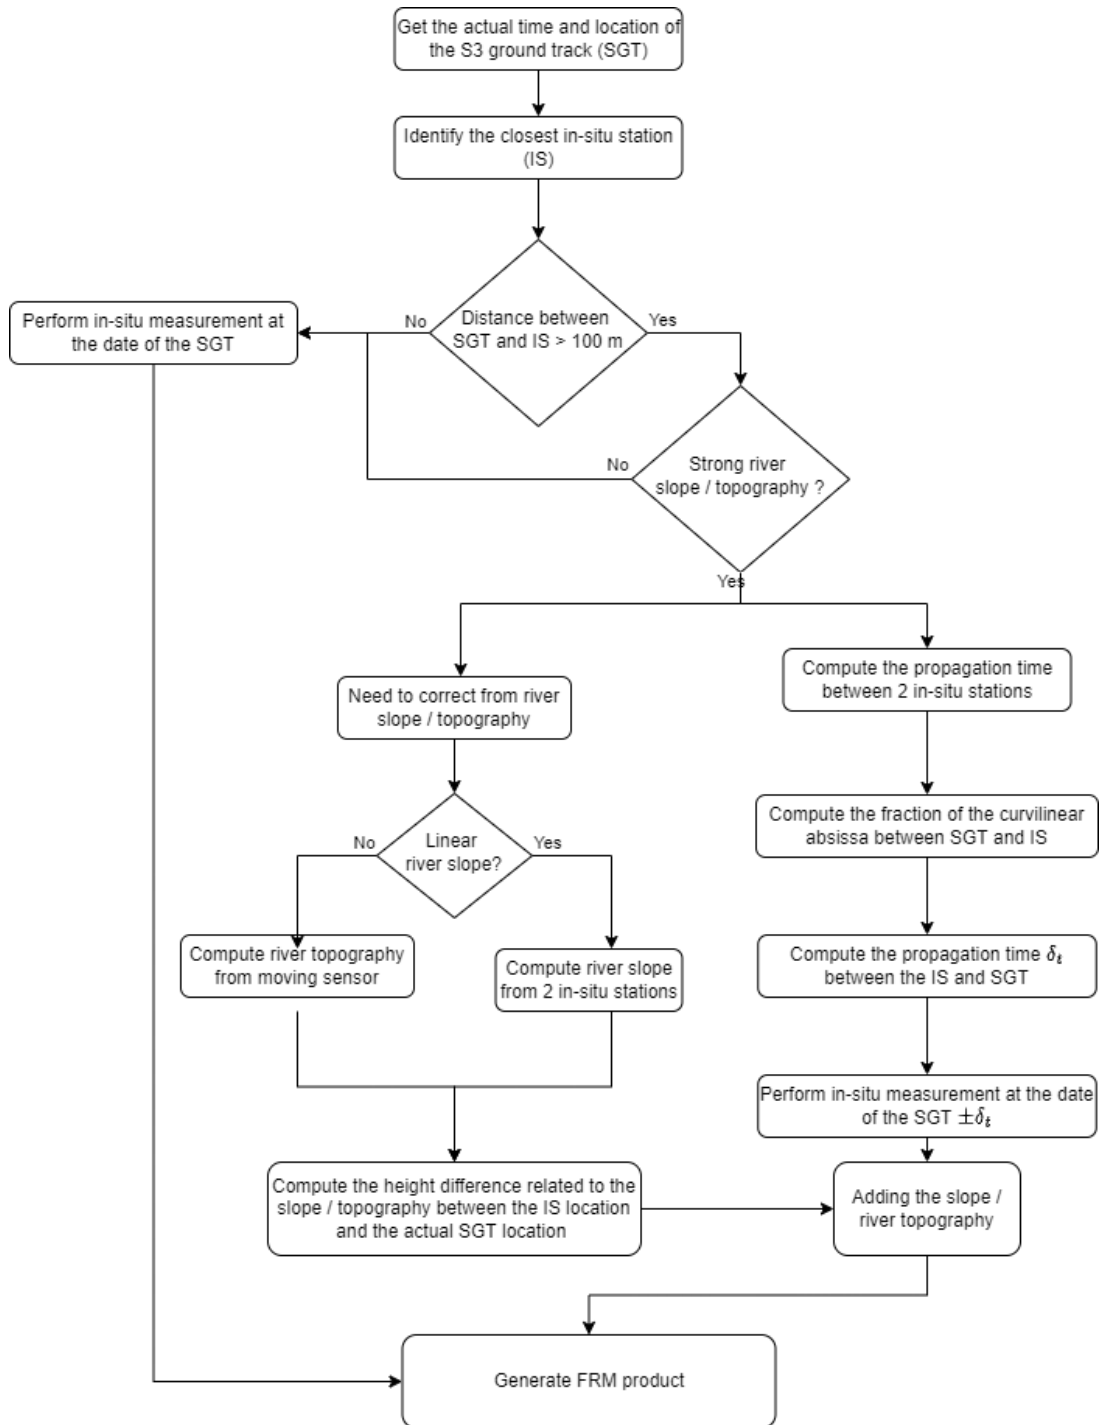 Get the actual time and location of
the S3 ground track (SGT)
Identify the closest in-situ station
(IS)
Distance between
SGT and IS > 100 m
No
Yes
Perform in-situ measurement at
the date of the SGT
Strong river
slope / topography ?
No
Yes
Need to correct from river
slope / topography
Linear
river slope?
No
Yes
Compute river topography
from moving sensor
Compute river slope
from 2 in-situ stations
Compute the height difference related to the
slope / topography between the IS location
and the actual SGT location
Compute the propagation time
between 2 in-situ stations
Compute the fraction of the curvilinear
absissa between SGT and IS
Compute the propagation time δt
between the IS and SGT
Perform in-situ measurement at the date
of the SGT ±δt
Adding the slope /
river topography
Generate FRM product